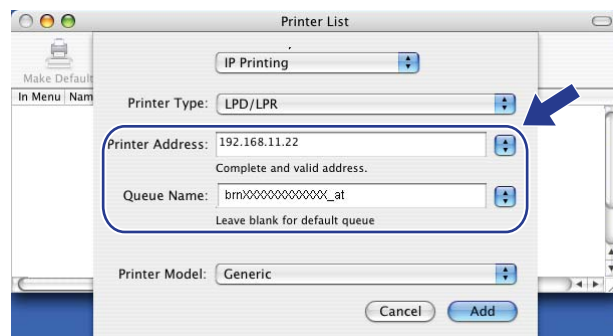 Printer List
IP Printing
Make Default
In Menu Nam
Printer Type: LPD/LPR
Printer Address: 192.168.11.22
Complete and valid address.
Queue Name: brnXXXXXXXXXXXX_at
Leave blank for default queue
Printer Model: Generic
Cancel Add